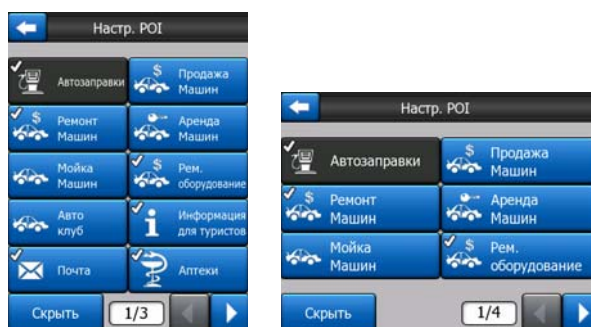 Настр. POI
Автозаправки
$ Продажа
Машин
$ Ремонт
Машин
Аренда
Машин
Мойка
Машин
$ Рем.
оборудование
Авто
клуб
i Информация
для туристов
Почта
Аптеки
Скрыть 1/3
Настр. POI
Автозаправки
$ Продажа
Машин
$ Ремонт
Машин
Аренда
Машин
Мойка
Машин
$ Рем.
оборудование
Скрыть 1/4